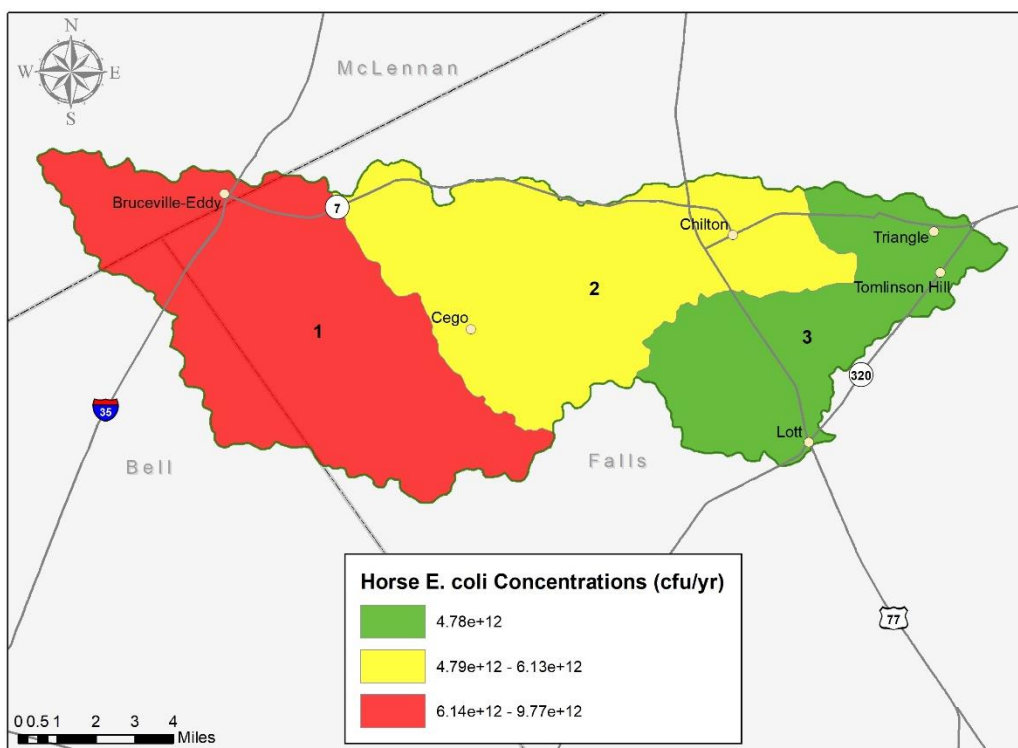 N
W E
S
McLennan
Bruceville-Eddy
7
Chilton
Triangle
Tomlinson Hill
2
Cego
1
3
320
35
Lott
Bell
Falls
Horse E. coli Concentrations (cfu/yr)
4.78e+12
4.79e+12 - 6.13e+12
6.14e+12 - 9.77e+12
77
0 0.5 1 2 3 4
Miles